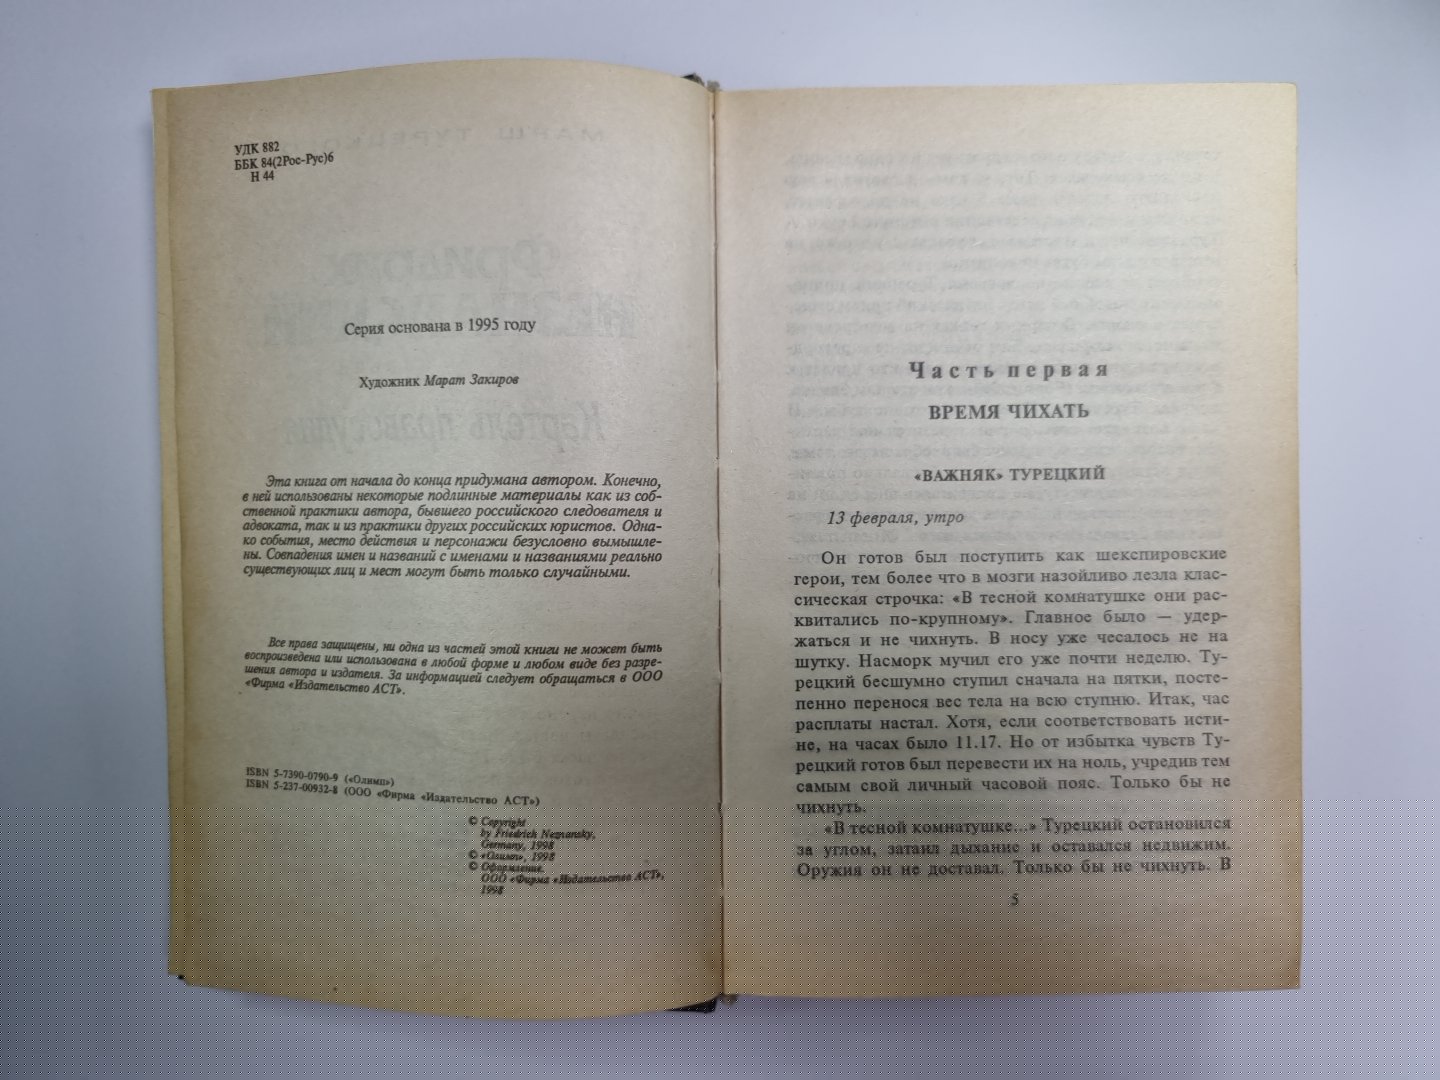 УДК 882
ББК 84(2Рос-Рус)6
Н 44
Серия основана в 1995 году
Художник Марат Закиров
Эта книга от начала до конца придумана автором. Конечно,
в ней использованы некоторые подлинные материалы как из соб-
ственной практики автора, бывшего российского следователя и
адвоката, так и из практики других российских юристов. Одна-
ко события, место действия и персонажи безусловно вымышле-
ны. Совпадения имен и названий с именами и названиями реально
существующих лиц и мест могут быть только случайными.
Все права защищены, ни одна из частей этой книги не может быть
воспроизведена или использована в любой форме и любом виде без разре-
шения автора и издателя. За информацией следует обращаться в ООО
«Фирма «Издательство АСТ».
ISBN 5-7390-0790-9 («Олимп»)
ISBN 5-237-00932-8 (ООО «Фирма «Издательство АСТ»)
© Copyright
by Friedrich Neznansky,
Germany, 1998
© «Олимп», 1998
© Оформление.
ООО «Фирма «Издательство АСТ»,
1998
Часть первая
ВРЕМЯ ЧИХАТЬ
«ВАЖНЯК» ТУРЕЦКИЙ
13 февраля, утро
Он готов был поступить как шекспировские
герои, тем более что в мозги назойливо лезла клас-
сическая строчка: «В тесной комнатушке они рас-
квитались по-крупному». Главное было — удер-
жаться и не чихнуть. В носу уже чесалось не на
шутку. Насморк мучил его уже почти неделю. Ту-
рецкий бесшумно ступил сначала на пятки, посте-
пенно перенося вес тела на всю ступню. Итак, час
расплаты настал. Хотя, если соответствовать исти-
не, на часах было 11.17. Но от избытка чувств Ту-
рецкий готов был перевести их на ноль, учредив тем
самым свой личный часовой пояс. Только бы не
чихнуть.
«В тесной комнатушке...» Турецкий остановился
за углом, затаил дыхание и оставался недвижим.
Оружия он не доставал. Только бы не чихнуть. В
5